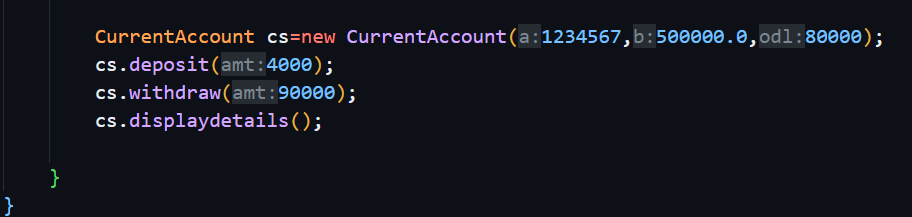 CurrentAccount cs=new CurrentAccount(a:1234567,b:500000.0,odl:80000);
cs.deposit(amt:4000);
cs.withdraw(amt:90000);
cs.displaydetails();
}
}